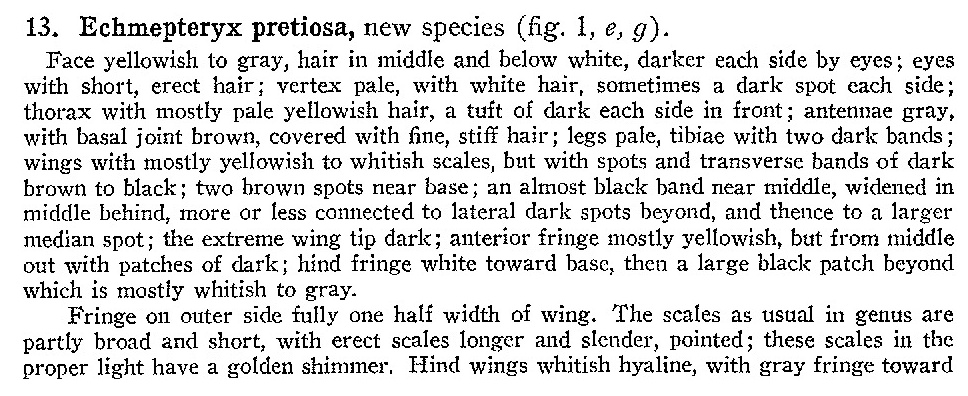 13. Echmepteryx pretiosa, new species (fig. 1, e, g).
Face yellowish to gray, hair in middle and below white, darker each side by eyes; eyes
with short, erect hair; vertex pale, with white hair, sometimes a dark spot each side;
thorax with mostly pale yellowish hair, a tuft of dark each side in front; antennae gray,
with basal joint brown, covered with fine, stiff hair; legs pale, tibiae with two dark bands;
wings with mostly yellowish to whitish scales, but with spots and transverse bands of dark
brown to black; two brown spots near base; an almost black band near middle, widened in
middle behind, more or less connected to lateral dark spots beyond, and thence to a larger
median spot; the extreme wing tip dark; anterior fringe mostly yellowish, but from middle
out with patches of dark; hind fringe white toward base, then a large black patch beyond
which is mostly whitish to gray.
Fringe on outer side fully one half width of wing. The scales as usual in genus are
partly broad and short, with erect scales longer and slender, pointed; these scales in the
proper light have a golden shimmer. Hind wings whitish hyaline, with gray fringe toward